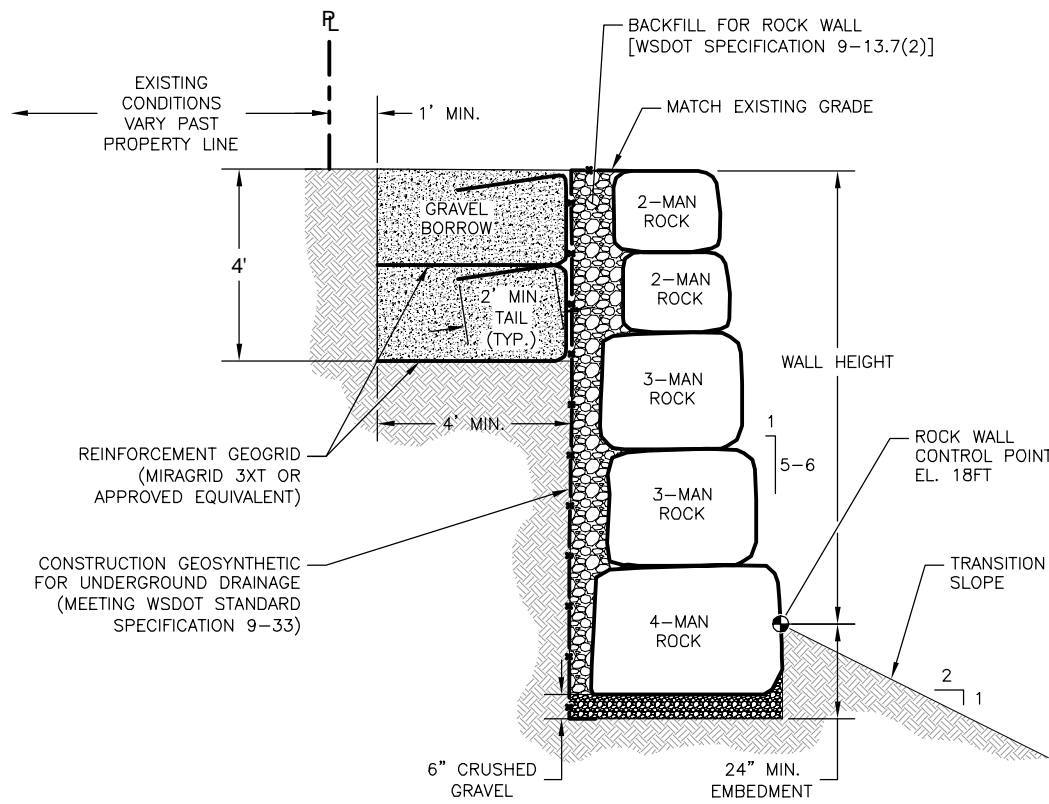 PL
BACKFILL FOR ROCK WALL
[WSDOT SPECIFICATION 9-13.7(2)]
EXISTING
CONDITIONS
VARY PAST
PROPERTY LINE
1' MIN.
MATCH EXISTING GRADE
GRAVEL
BORROW
2-MAN
ROCK
4'
2' MIN.
TAIL
(TYP.)
2-MAN
ROCK
WALL HEIGHT
3-MAN
ROCK
4' MIN.
1
5-6
REINFORCEMENT GEOGRID
(MIRAGRID 3XT OR
APPROVED EQUIVALENT)
ROCK WALL
CONTROL POINT
EL. 18FT
3-MAN
ROCK
CONSTRUCTION GEOSYNTHETIC
FOR UNDERGROUND DRAINAGE
(MEETING WSDOT STANDARD
SPECIFICATION 9-33)
TRANSITION
SLOPE
4-MAN
ROCK
2
1
6" CRUSHED
GRAVEL
24" MIN.
EMBEDMENT